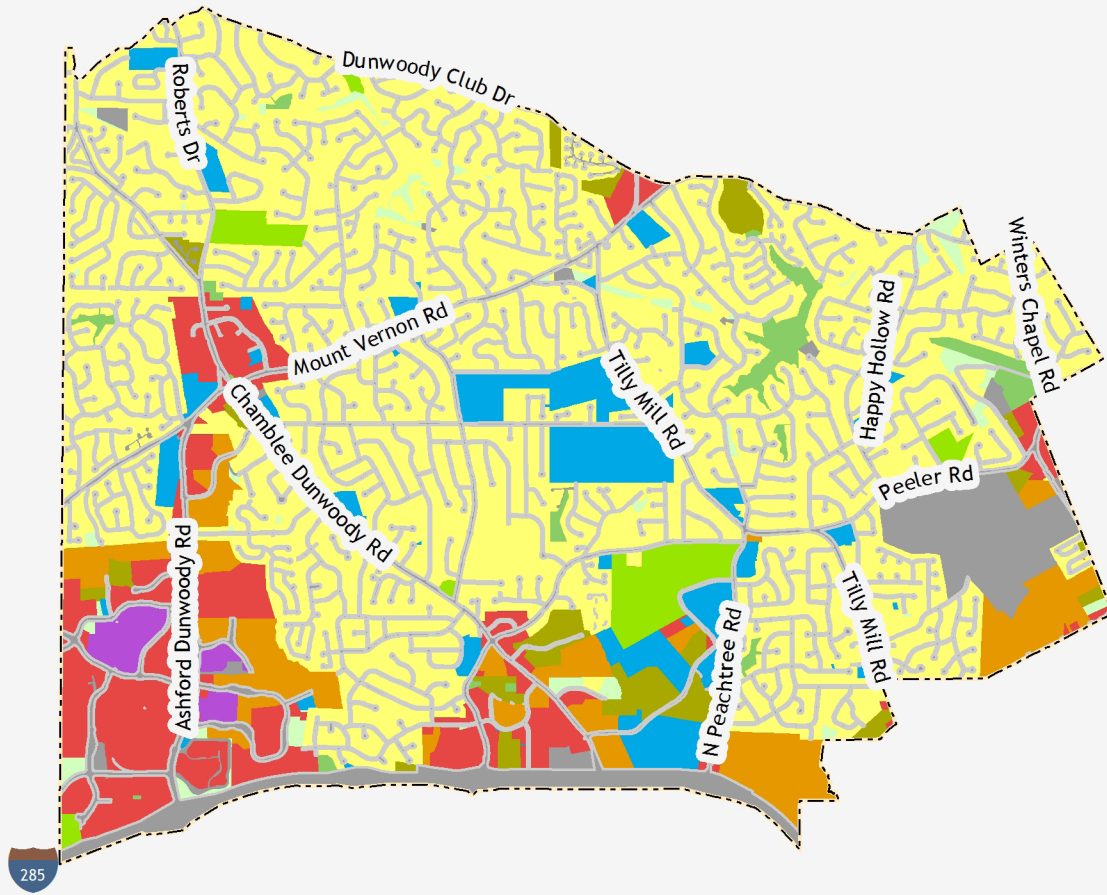 Dunwoody Club Dr
Roberts Dr
Winters Chapel Rd
Happy Hollow Rd
Mount Vernon Rd
Tilly Mill Rd
Chamblee Dunwoody Rd
Peeler Rd
Ashford Dunwoody Rd
Tilly Mill Rd
N Peachtree Rd
285